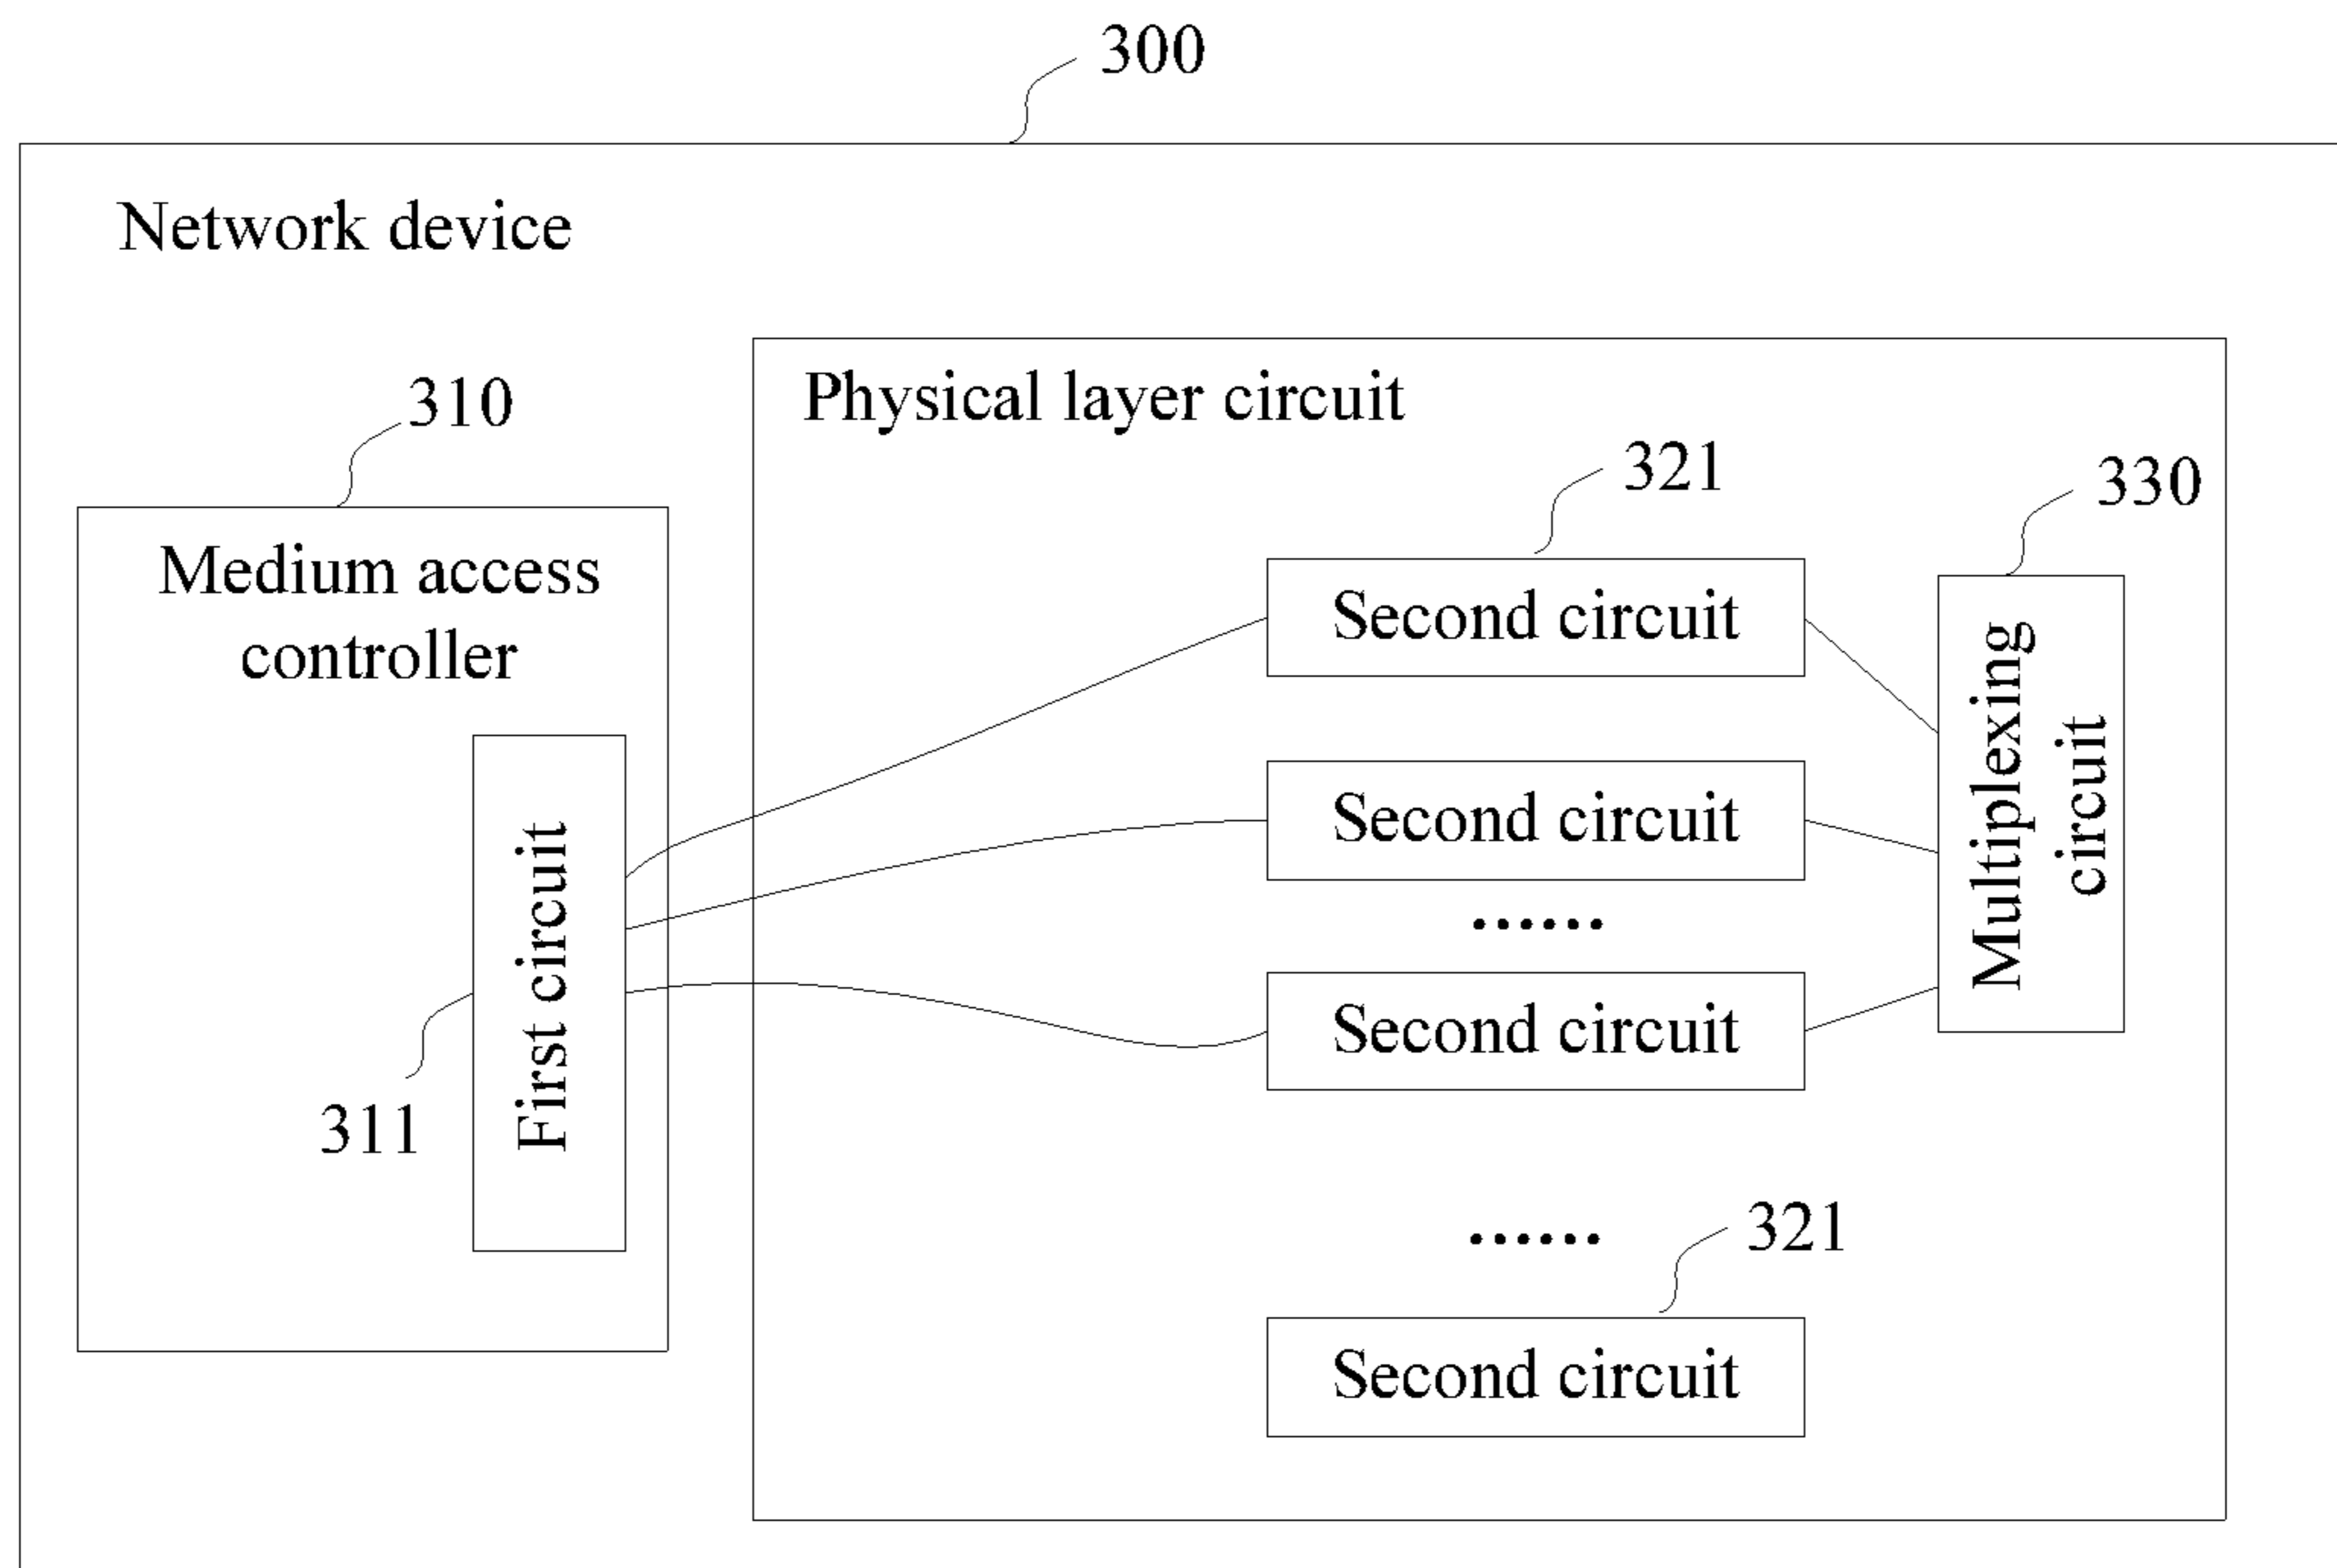 300
Network device
310
Physical layer circuit
321
330
Medium access
controller
Second circuit
Multiplexing
circuit
Second circuit
......
First circuit
Second circuit
311
......
321
Second circuit